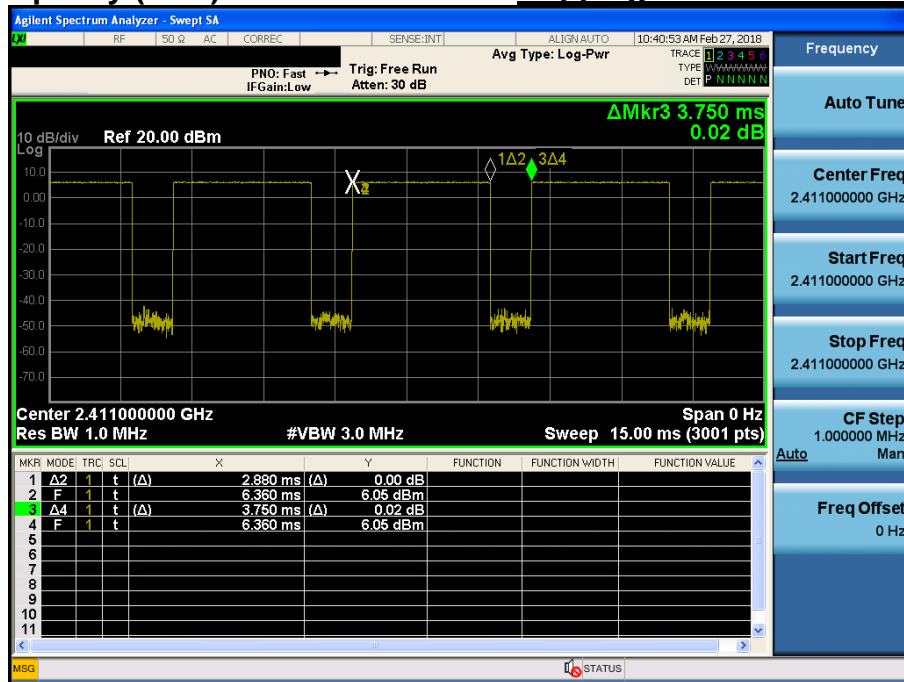 Agilent Spectrum Analyzer - Swept SA
LXI RF 50 Ω AC CORREC SENSE:INT ALIGN AUTO 10:40:53 AM Feb 27, 2018
Avg Type: Log-Pwr TRACE 1 2 3 4 5 6
PNO: Fast Trig: Free Run TYPE WWWWWW
IFGain:Low Atten: 30 dB DET P N N N N N
ΔMkr3 3.750 ms
0.02 dB
10 dB/div Ref 20.00 dBm
Log
1Δ2 3Δ4
10.0
0.00
-10.0
-20.0
-30.0
-40.0
-50.0
-60.0
-70.0
Center 2.411000000 GHz Span 0 Hz
Res BW 1.0 MHz #VBW 3.0 MHz Sweep 15.00 ms (3001 pts)
MKR MODE TRC SCL X Y FUNCTION FUNCTION WIDTH FUNCTION VALUE
1 Δ2 1 t (Δ) 2.880 ms (Δ) 0.00 dB
2 F 1 t 6.360 ms 6.05 dBm
3 Δ4 1 t (Δ) 3.750 ms (Δ) 0.02 dB
4 F 1 t 6.360 ms 6.05 dBm
5
6
7
8
9
10
11
MSG STATUS
Frequency
Auto Tune
Center Freq
2.411000000 GHz
Start Freq
2.411000000 GHz
Stop Freq
2.411000000 GHz
CF Step
1.000000 MHz
Auto Man
Freq Offset
0 Hz